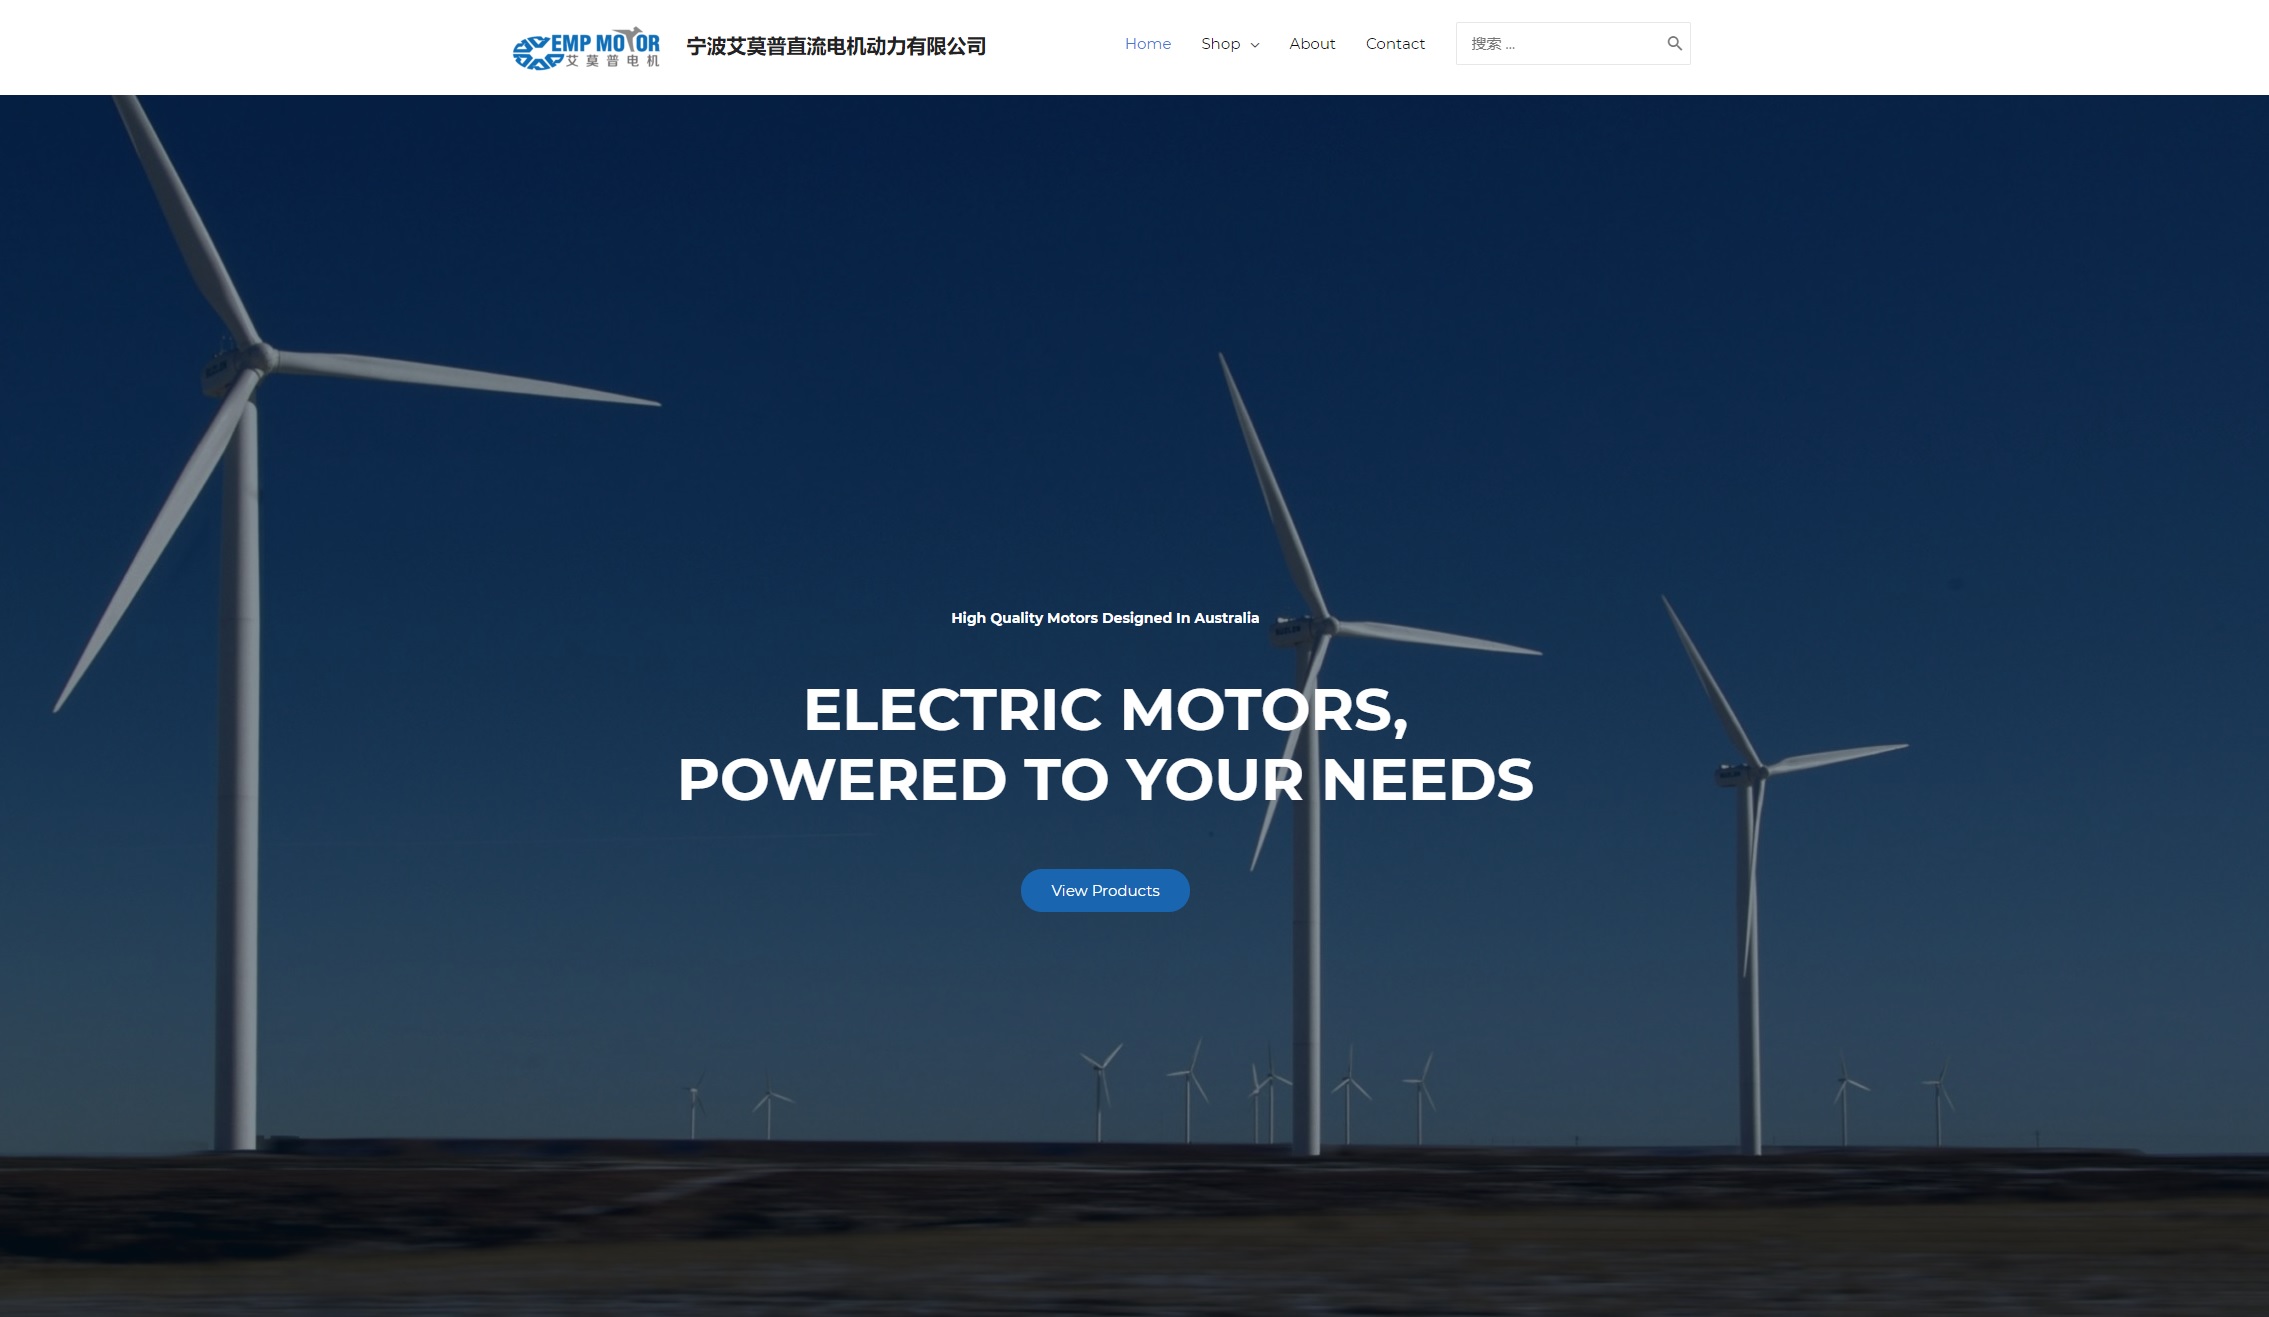 EMP MOTOR
艾莫普电机
宁波艾莫普直流电机动力有限公司
Home
Shop
About
Contact
搜索 ...
High Quality Motors Designed In Australia
ELECTRIC MOTORS,
POWERED TO YOUR NEEDS
View Products